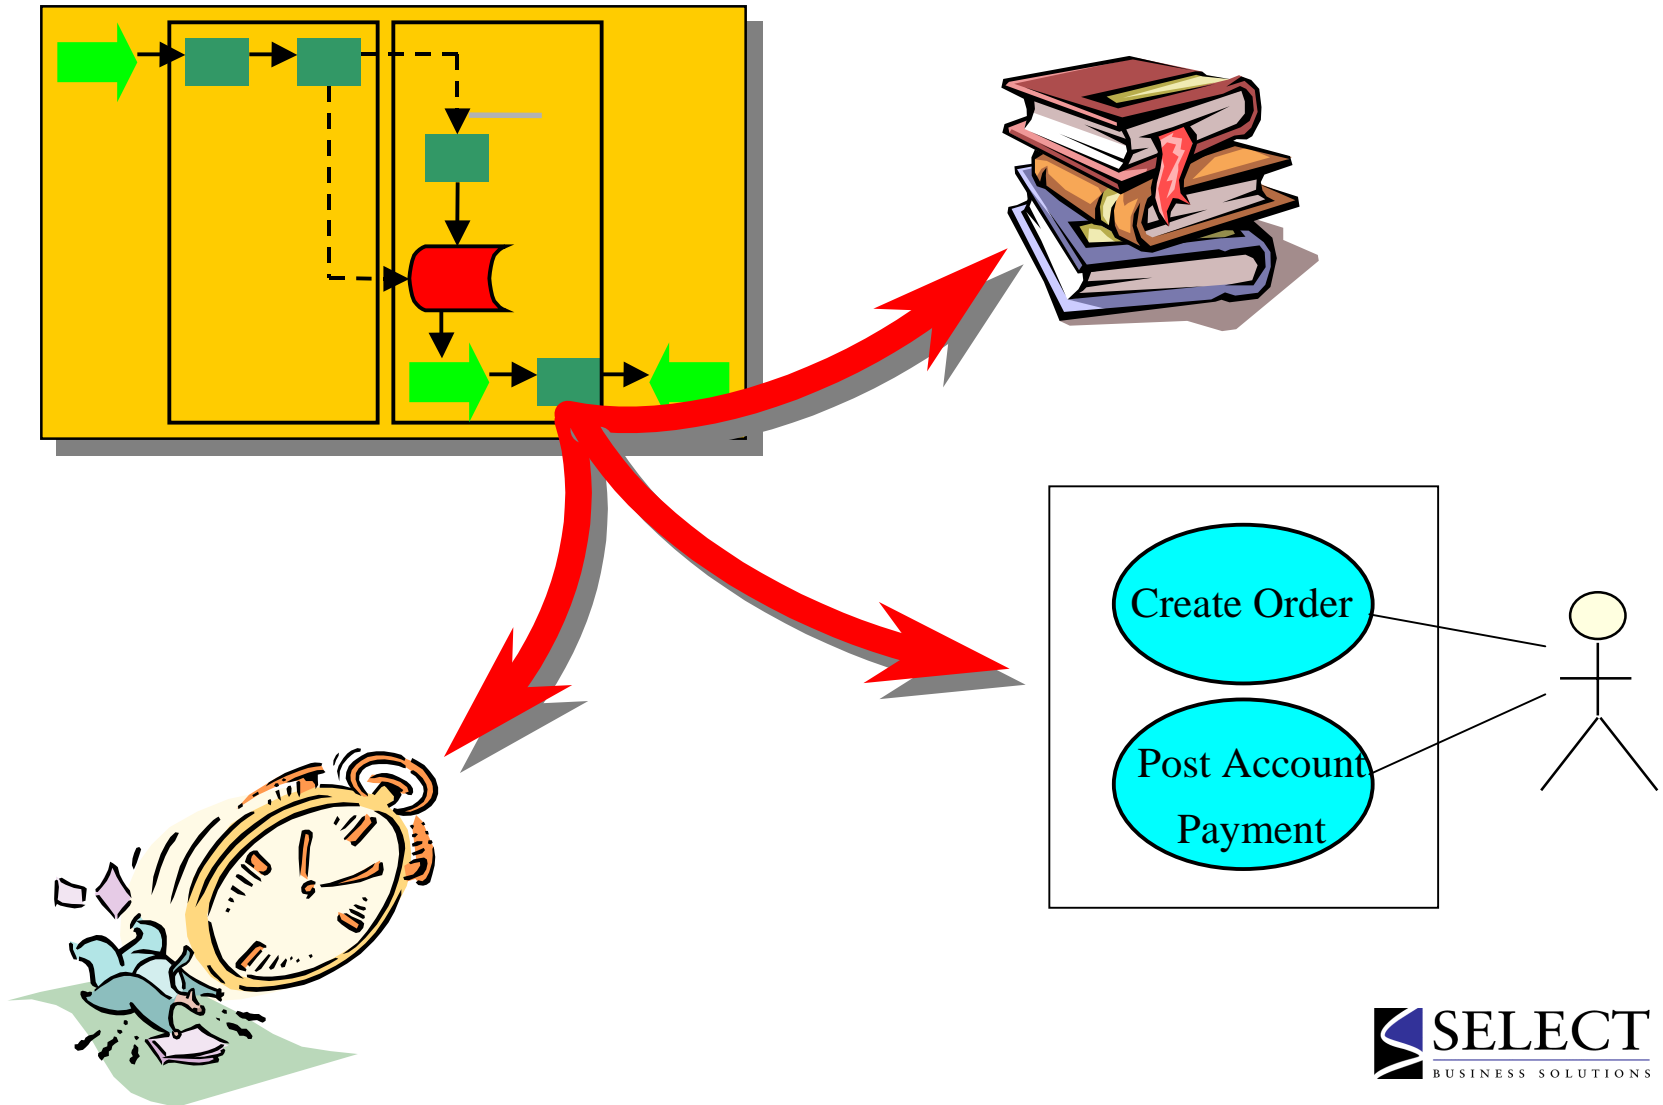 Create Order
Post Account
Payment
SELECT
BUSINESS SOLUTIONS